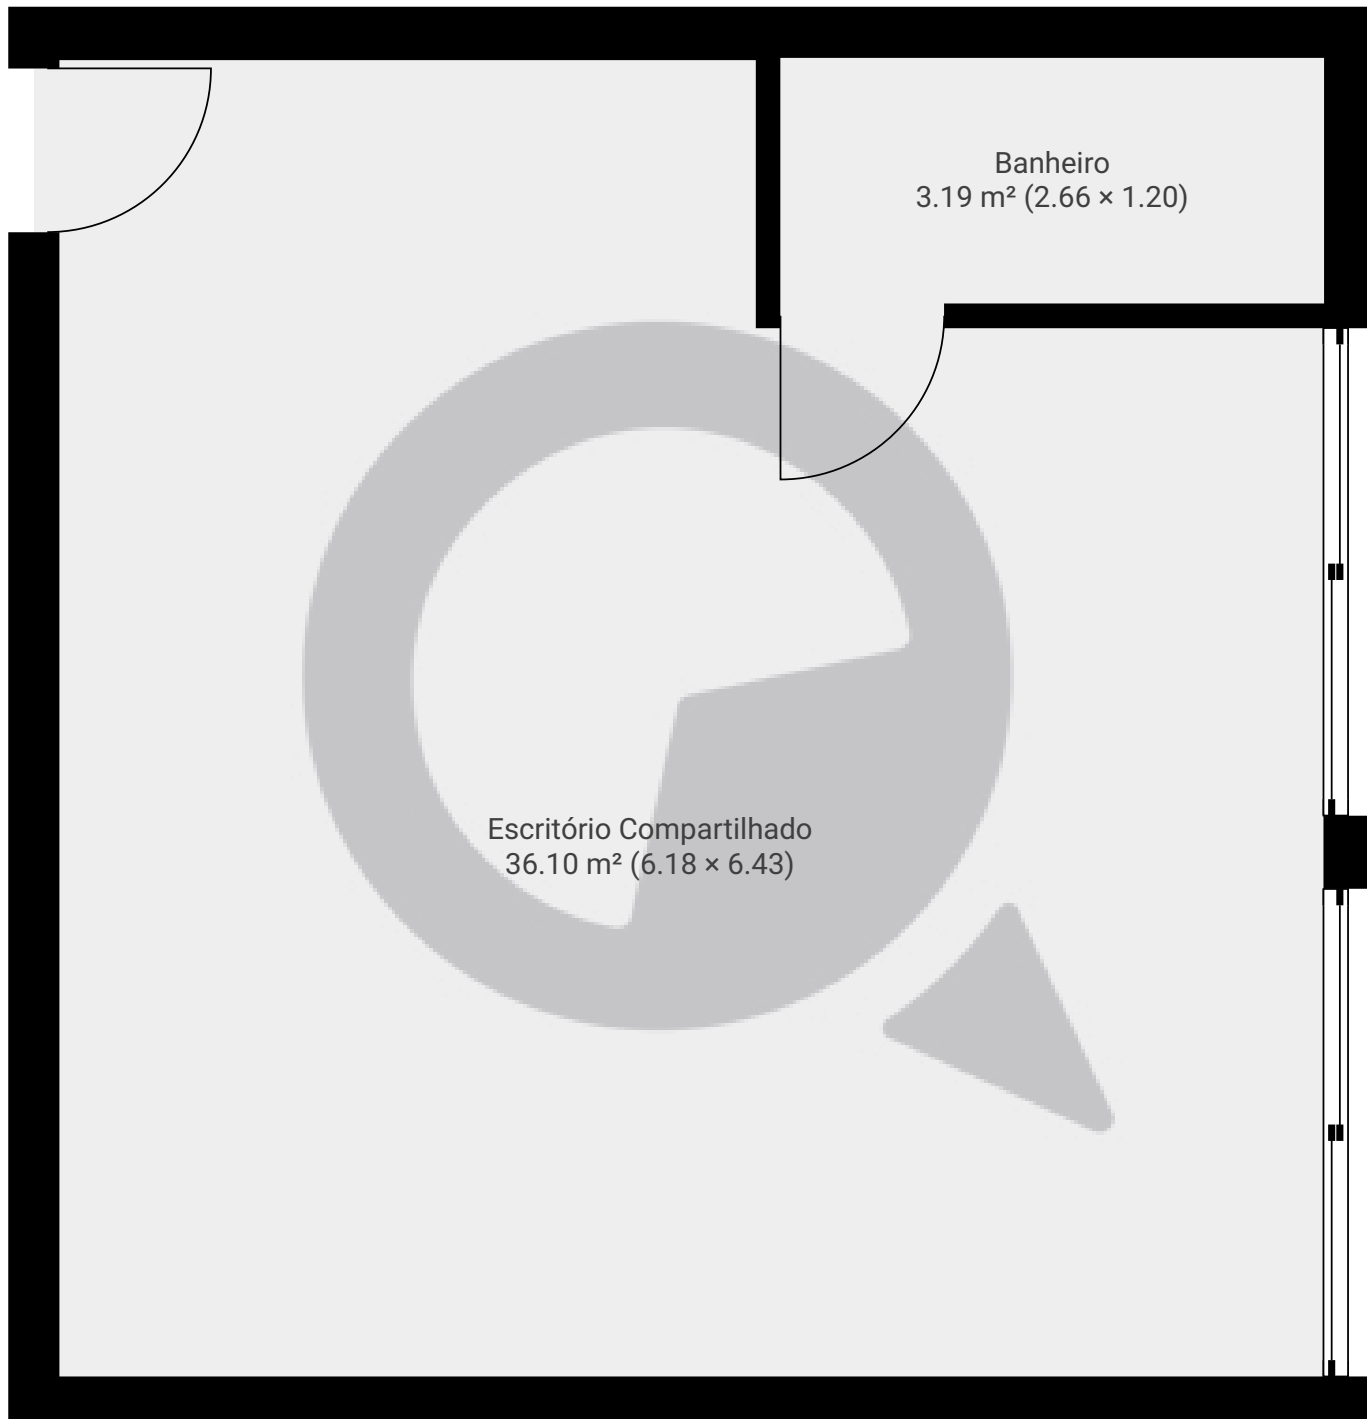 Banheiro
3.19 m² (2.66 × 1.20)
Escritório Compartilhado
36.10 m² (6.18 × 6.43)